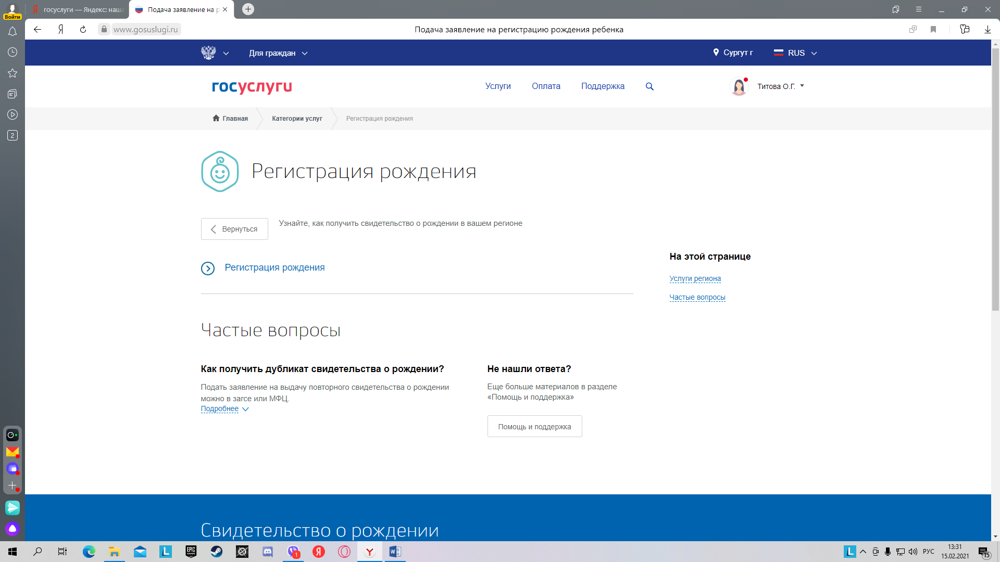 Войти
госуслуги — Яндекс: наш
Подача заявление на р
www.gosuslugi.ru
Подача заявление на регистрацию рождения ребенка
Для граждан
Сургут г
RUS
госуслуги
Услуги
Оплата
Поддержка
Титова О.Г.
Главная
Категории услуг
Регистрация рождения
2
Регистрация рождения
Вернуться
Узнайте, как получить свидетельство о рождении в вашем регионе
Регистрация рождения
На этой странице
Услуги региона
Частые вопросы
Частые вопросы
Как получить дубликат свидетельства о рождении?
Подать заявление на выдачу повторного свидетельства о рождении
можно в загсе или МФЦ.
Подробнее
Не нашли ответа?
Еще больше материалов в разделе
«Помощь и поддержка»
Помощь и поддержка
Свидетельство о рождении
L
EPIC
GAMES
1
Я
Y
W
L
РУС
13:31
15.02.2021
15